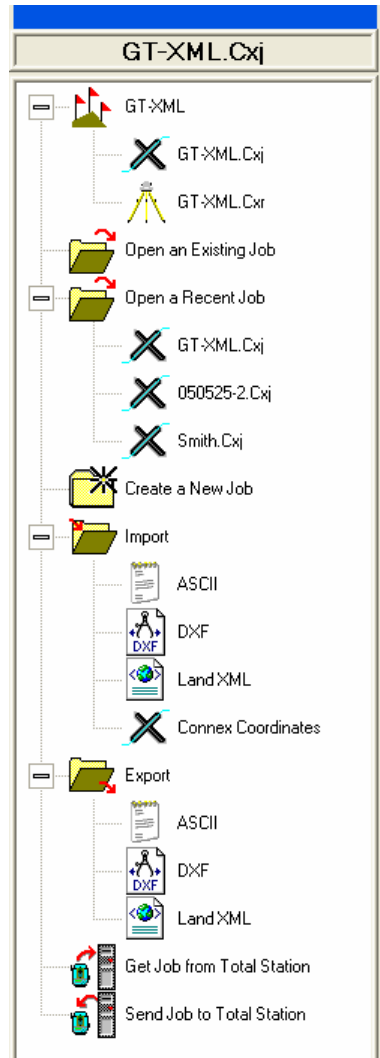 GT-XML.Cxj
GT-XML
GT-XML.Cxj
GT-XML.Cxr
Open an Existing Job
Open a Recent Job
GT-XML.Cxj
050525-2.Cxj
Smith.Cxj
Create a New Job
Import
ASCII
DXF
DXF
Land XML
Connex Coordinates
Export
ASCII
DXF
DXF
Land XML
Get Job from Total Station
Send Job to Total Station